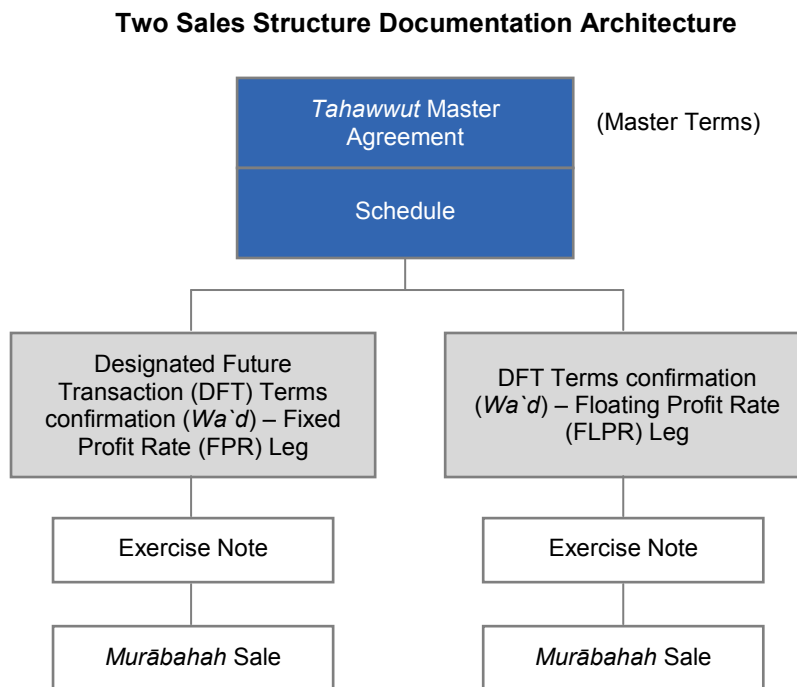 Two Sales Structure Documentation Architecture
Tahawwut Master
Agreement
(Master Terms)
Schedule
Designated Future
Transaction (DFT) Terms
confirmation (Wa`d) – Fixed
Profit Rate (FPR) Leg
DFT Terms confirmation
(Wa`d) – Floating Profit Rate
(FLPR) Leg
Exercise Note
Exercise Note
Murābahah Sale
Murābahah Sale